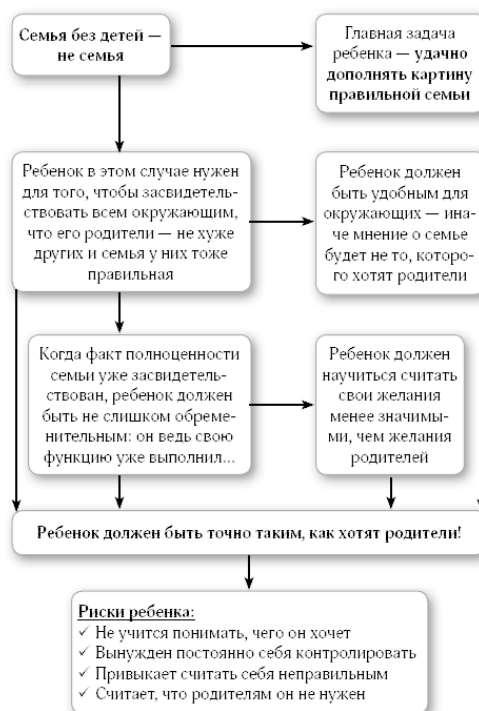 Семья без детей —
не семья
Главная задача
ребенка — удачно
дополнять картину
правильной семьи
Ребенок в этом случае нужен
для того, чтобы засвидетель-
ствовать всем окружающим,
что его родители — не хуже
других и семья у них тоже
правильная
Ребенок должен
быть удобным для
окружающих — ина-
че мнение о семье
будет не то, которо-
го хотят родители
Когда факт полноценности
семьи уже засвидетель-
ствован, ребенок должен
быть не слишком обреме-
нительным: он ведь свою
функцию уже выполнил...
Ребенок должен
научиться считать
свои желания
менее значимы-
ми, чем желания
родителей
Ребенок должен быть точно таким, как хотят родители!
Риски ребенка:
✓ Не учится понимать, чего он хочет
✓ Вынужден постоянно себя контролировать
✓ Привыкает считать себя неправильным
✓ Считает, что родителям он не нужен